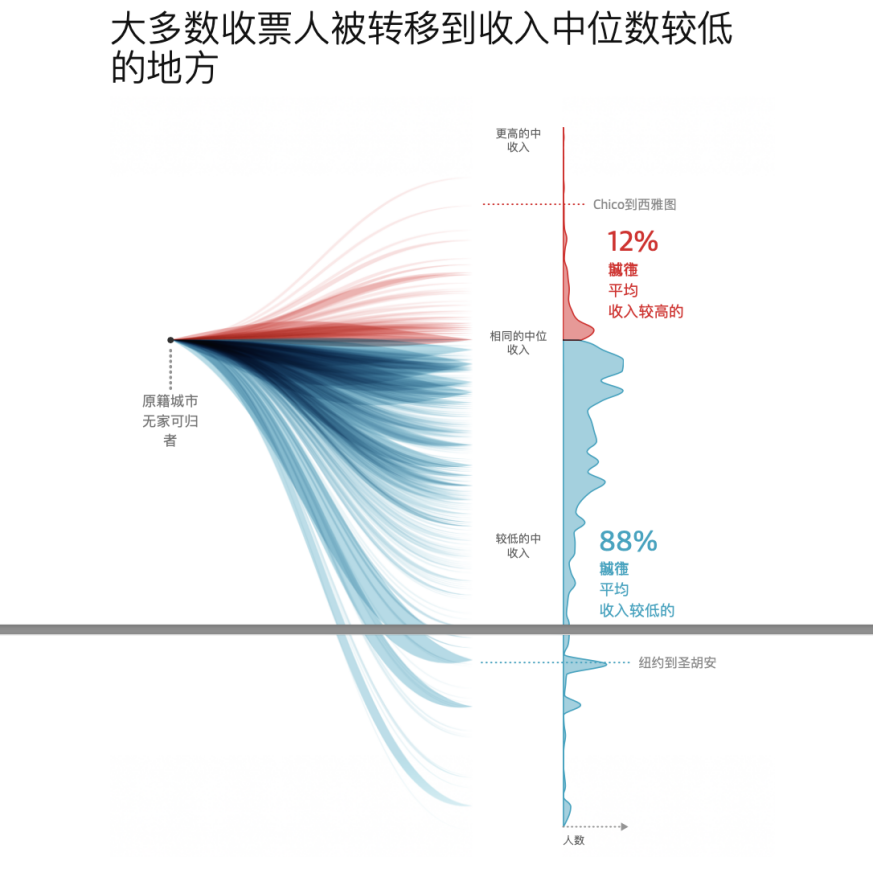 大多数收票人被转移到收入中位数较低
的地方
更高的中
收入
Chico到西雅图
12%
平均
收入较高的
相同的中位
收入
原籍城市
无家可归
者
较低的中
收入
88%
平均
收入较低的
纽约到圣胡安
人数